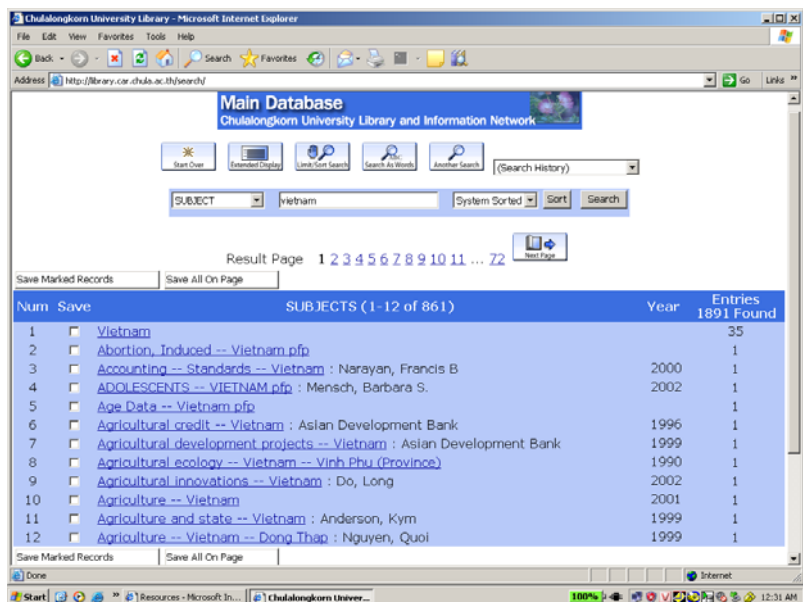 Chulalongkorn University Library - Microsoft Internet Explorer
File Edit View Favorites Tools Help
Back Search Favorites
Address http://library.car.chula.ac.th/search/ Go Links »
Main Database
Chulalongkorn University Library and Information Network
Start Over Extended Display Limit/Sort Search Search As Words Another Search (Search History)
SUBJECT vietnam System Sorted Sort Search
Result Page 1 2 3 4 5 6 7 8 9 10 11 ... 72 Next Page
Save Marked Records Save All On Page
Num Save SUBJECTS (1-12 of 861) Year Entries 1891 Found
1 Vietnam 35
2 Abortion, Induced -- Vietnam pfp 1
3 Accounting -- Standards -- Vietnam : Narayan, Francis B 2000 1
4 ADOLESCENTS -- VIETNAM pfp : Mensch, Barbara S. 2002 1
5 Age Data -- Vietnam pfp 1
6 Agricultural credit -- Vietnam : Asian Development Bank 1996 1
7 Agricultural development projects -- Vietnam : Asian Development Bank 1999 1
8 Agricultural ecology -- Vietnam -- Vinh Phu (Province) 1990 1
9 Agricultural innovations -- Vietnam : Do, Long 2002 1
10 Agriculture -- Vietnam 2001 1
11 Agriculture and state -- Vietnam : Anderson, Kym 1999 1
12 Agriculture -- Vietnam -- Dong Thap : Nguyen, Quoi 1999 1
Save Marked Records Save All On Page
Done Internet
Start » Resources - Microsoft In... Chulalongkorn Univer... 100% 12:31 AM